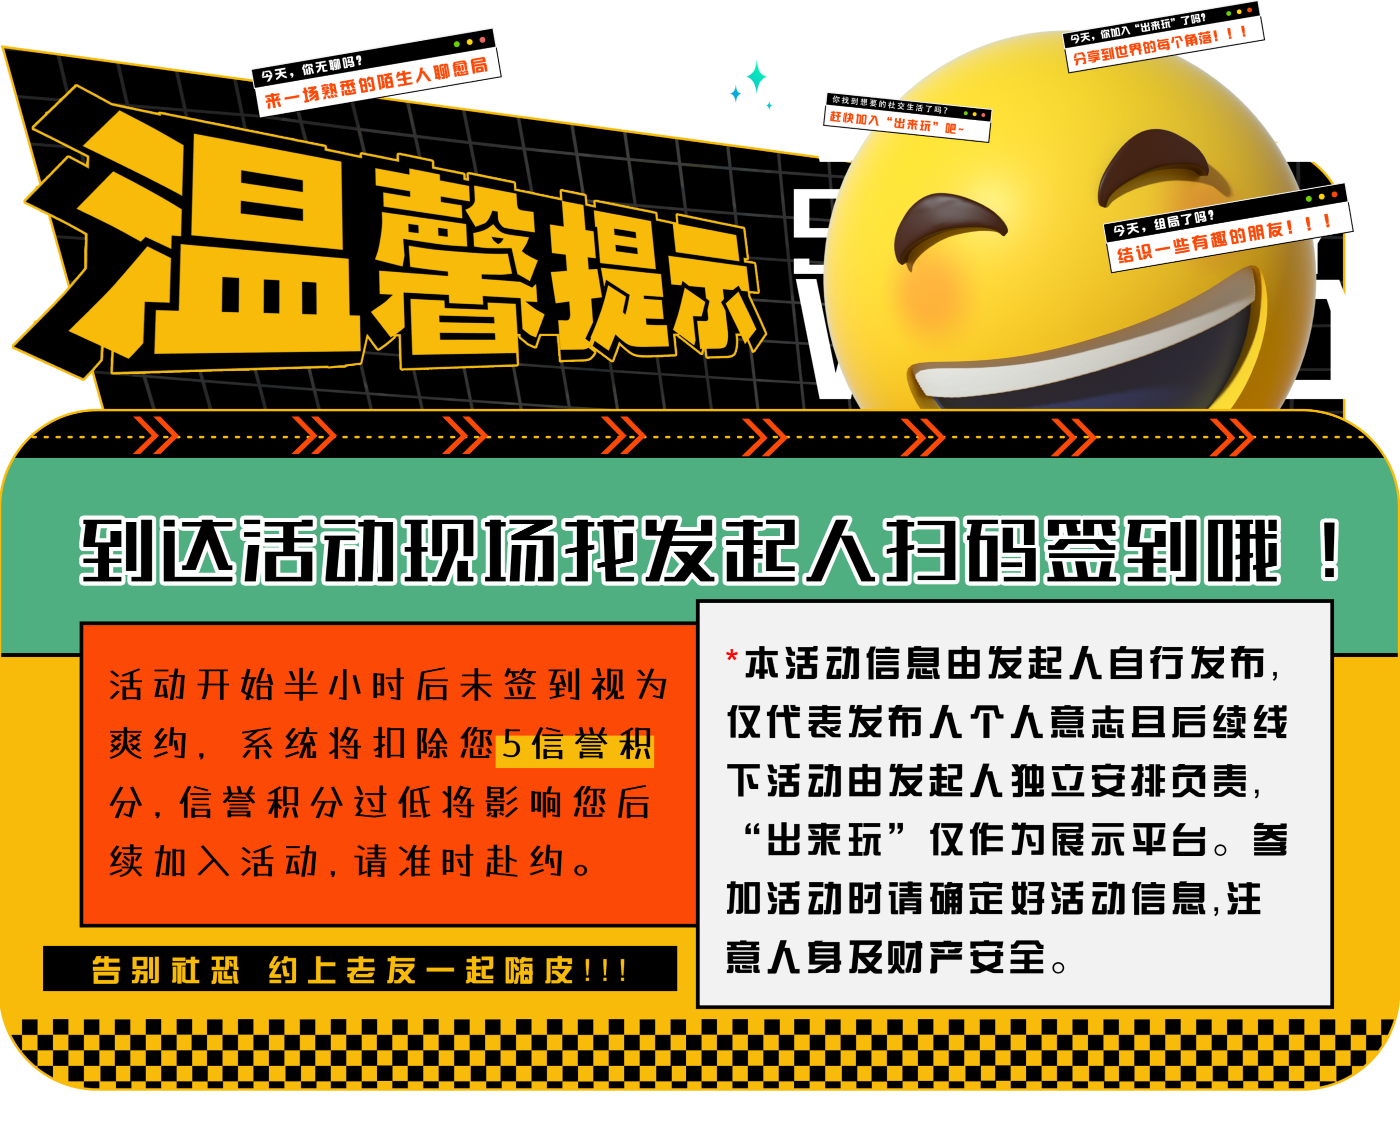 今天，你无聊吗？
来一场熟悉的陌生人聊愈局
今天，你加入“出来玩”了吗？
分享到世界的每个角落！！！
你找到想要的社交生活了吗？
赶快加入“出来玩”吧~
今天，组局了吗？
结识一些有趣的朋友！！！
温馨提示
到达活动现场找发起人扫码签到哦！
活动开始半小时后未签到视为
爽约，系统将扣除您5信誉积
分,信誉积分过低将影响您后
续加入活动,请准时赴约。
*本活动信息由发起人自行发布,
仅代表发布人个人意志且后续线
下活动由发起人独立安排负责,
“出来玩”仅作为展示平台。参
加活动时请确定好活动信息,注
意人身及财产安全。
告别社恐 约上老友一起嗨皮!!!